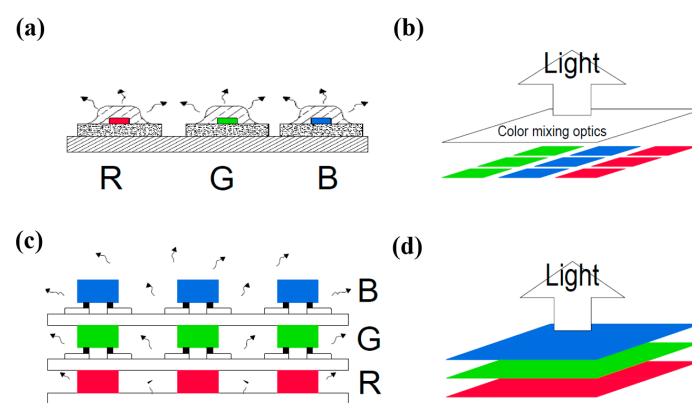 (a)
R G B
(b)
Light
Color mixing optics
(c)
B
G
R
(d)
Light